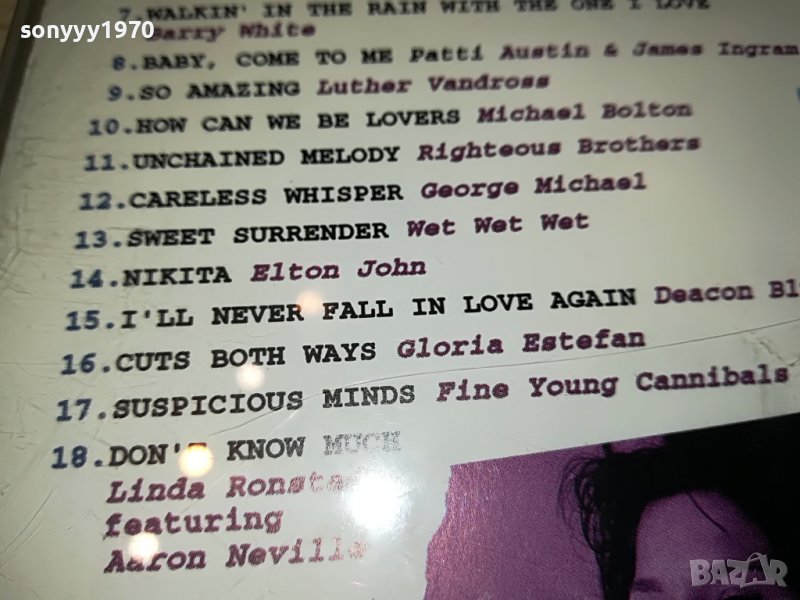 sonyyy1970
7.WALKIN' IN THE RAIN WITH THE ONE I LOVE
Barry White
8.BABY, COME TO ME Patti Austin & James Ingram
9.SO AMAZING Luther Vandross
10.HOW CAN WE BE LOVERS Michael Bolton
11.UNCHAINED MELODY Righteous Brothers
12.CARELESS WHISPER George Michael
13.SWEET SURRENDER Wet Wet Wet
14.NIKITA Elton John
15.I'LL NEVER FALL IN LOVE AGAIN Deacon
16.CUTS BOTH WAYS Gloria Estefan
17.SUSPICIOUS MINDS Fine Young Cannibals
18.DON'T KNOW MUCH
Linda
featuring
Aaron Neville
BAZAR